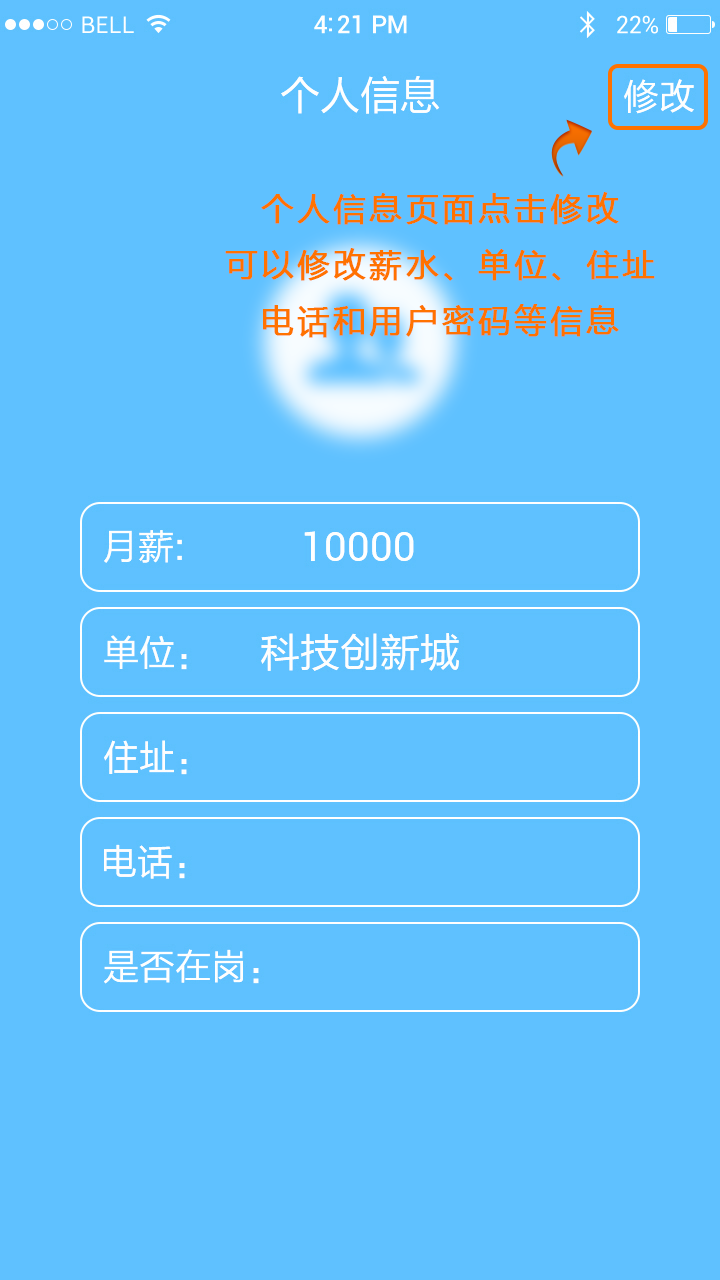 BELL 4:21 PM 22%
个人信息 修改
个人信息页面点击修改
可以修改薪水、单位、住址
电话和用户密码等信息
月薪: 10000
单位： 科技创新城
住址：
电话：
是否在岗：